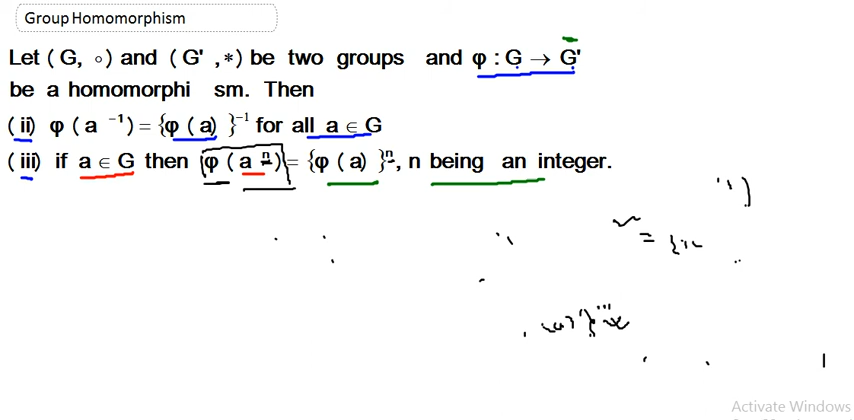 Group Homomorphism
Let ( G, ∘) and ( G' , *) be two groups and φ : G → G'
be a homomorphi sm. Then
( ii) φ ( a ⁻¹) = {φ ( a) }⁻¹ for all a ∈ G
( iii) if a ∈ G then φ ( a ⁿ) = {φ ( a) }ⁿ, n being an integer.
Activate Windows